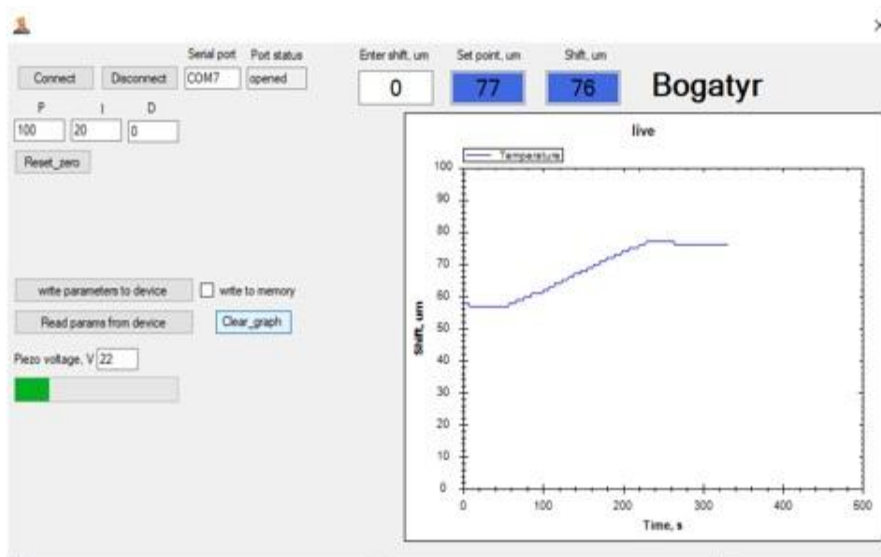 Serial port Port status Enter shift, um Set point, um Shift, um
Connect Disconnect COM7 opened 0 77 76 Bogatyr
P I D
100 20 0
Reset_zero
live
Temperature
write parameters to device write to memory
Read params from device Clear_graph
Piezo voltage, V 22
Shift, um
100
90
80
70
60
50
40
30
20
10
0
0 100 200 300 400 500
Time, s